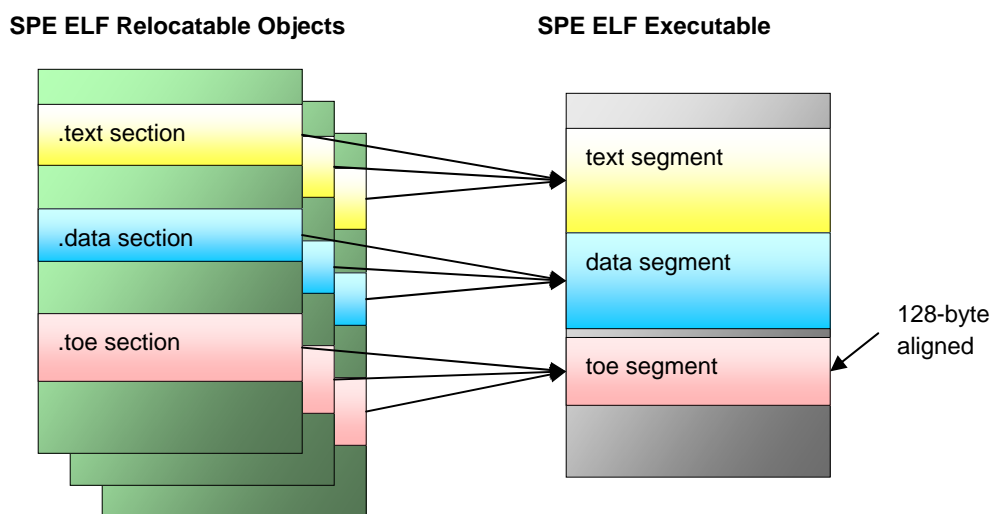 SPE ELF Relocatable Objects
SPE ELF Executable
.text section
.data section
.toe section
text segment
data segment
toe segment
128-byte
aligned